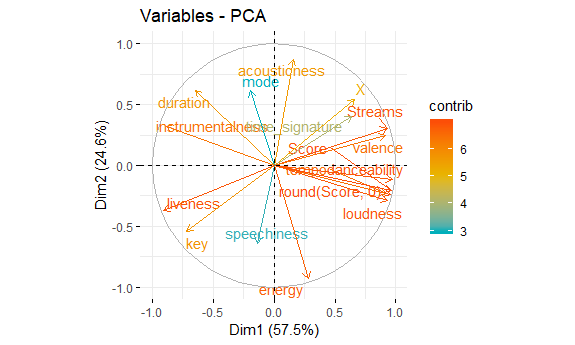 Variables - PCA
1.0
0.5
0.0
-0.5
-1.0
Dim2 (24.6%)
acousticness
mode
X
duration
Streams
instrumentalness
time_signature
Score
valence
tempo
danceability
round(Score, 0)
liveness
loudness
speechiness
key
energy
-1.0 -0.5 0.0 0.5 1.0
Dim1 (57.5%)
contrib
6
5
4
3